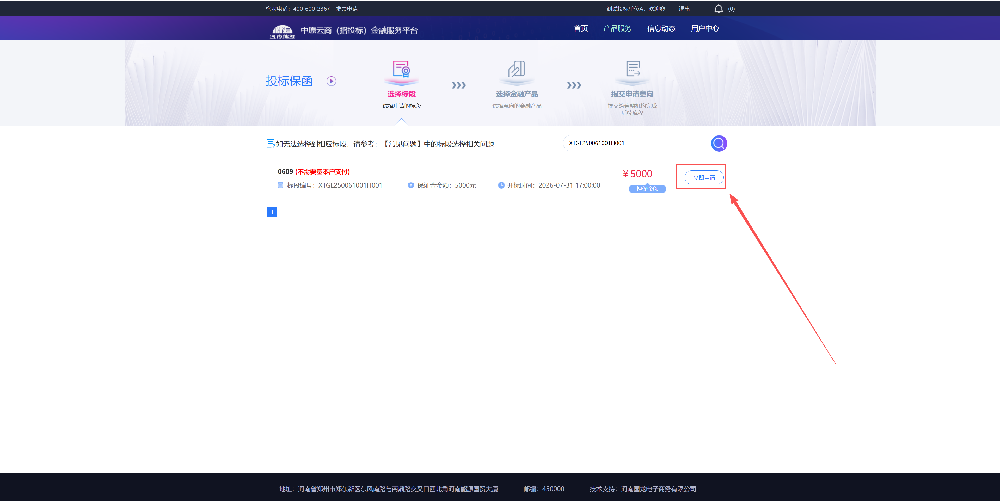 客服电话：400-600-2367 发票申请 测试投标单位A，欢迎您 退出 (0)
河南能源
HENAN ENERGY
中原云商（招投标）金融服务平台 首页 产品服务 信息动态 用户中心
投标保函
选择标段 选择金融产品 提交申请意向
选择申请的标段 选择意向的金融产品 提交给金融机构完成
后续流程
如无法选择到相应标段，请参考：【常见问题】中的标段选择相关问题 XTGL250061001H001
0609 (不需要基本户支付) ¥ 5000 立即申请
标段编号：XTGL250061001H001 保证金金额：5000元 开标时间：2026-07-31 17:00:00 担保金额
1
地址：河南省郑州市郑东新区东风南路与商鼎路交叉口西北角河南能源国贸大厦 邮编：450000 技术支持：河南国龙电子商务有限公司